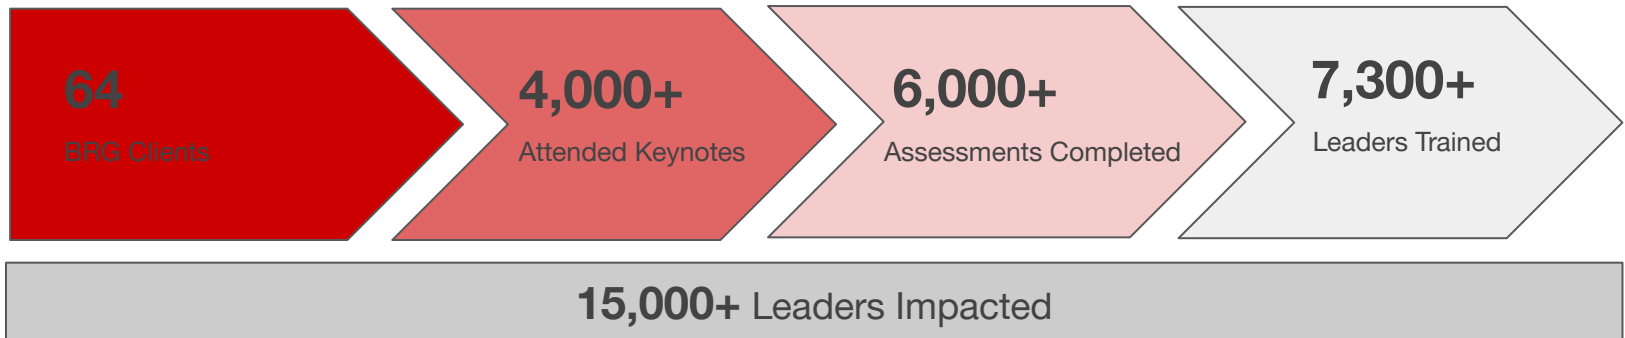 64
BRG Clients
4,000+
Attended Keynotes
6,000+
Assessments Completed
7,300+
Leaders Trained
15,000+ Leaders Impacted